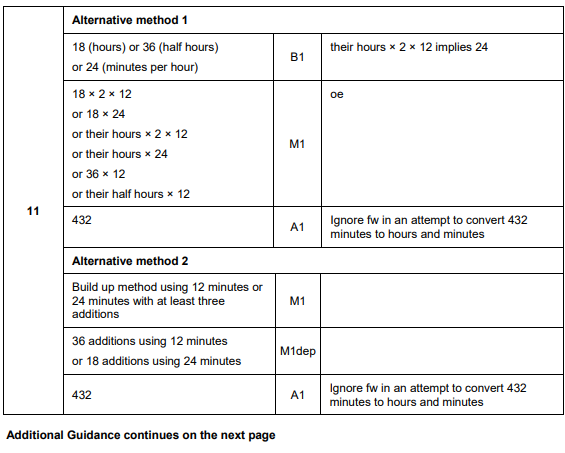 Alternative method 1
18 (hours) or 36 (half hours)
or 24 (minutes per hour)
B1
their hours × 2 × 12 implies 24
18 × 2 × 12
or 18 × 24
or their hours × 2 × 12
or their hours × 24
or 36 × 12
or their half hours × 12
M1
oe
11
432
A1
Ignore fw in an attempt to convert 432
minutes to hours and minutes
Alternative method 2
Build up method using 12 minutes or
24 minutes with at least three
additions
M1
36 additions using 12 minutes
or 18 additions using 24 minutes
M1dep
432
A1
Ignore fw in an attempt to convert 432
minutes to hours and minutes
Additional Guidance continues on the next page